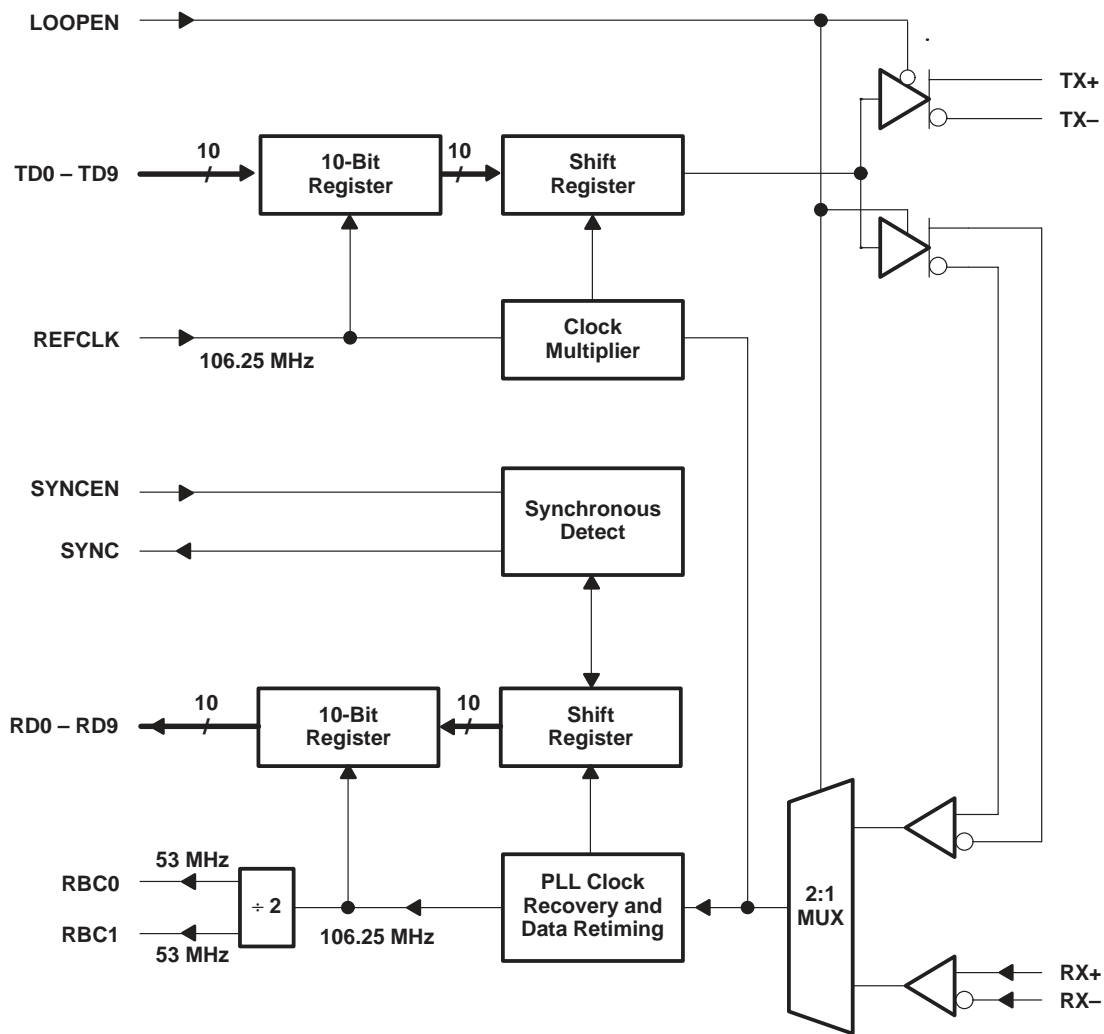 LOOPEN
TX+
TX–
TD0 – TD9
10
10-Bit
Register
10
Shift
Register
REFCLK
106.25 MHz
Clock
Multiplier
SYNCEN
SYNC
Synchronous
Detect
RD0 – RD9
10
10-Bit
Register
10
Shift
Register
RBC0
53 MHz
RBC1
53 MHz
÷ 2
106.25 MHz
PLL Clock
Recovery and
Data Retiming
2:1
MUX
RX+
RX–